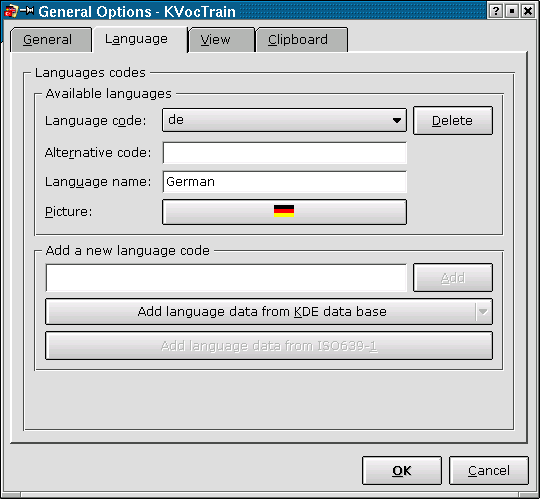 General Options - KVocTrain
General Language View Clipboard
Languages codes
Available languages
Language code: de Delete
Alternative code:
Language name: German
Picture:
Add a new language code
Add
Add language data from KDE data base
Add language data from ISO639-1
OK Cancel